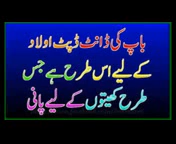 باپ کی ڈانٹ ڈپٹ اولاد
کے لیے اس طرح ہے جس
طرح کھیتوں کے لیے پانی